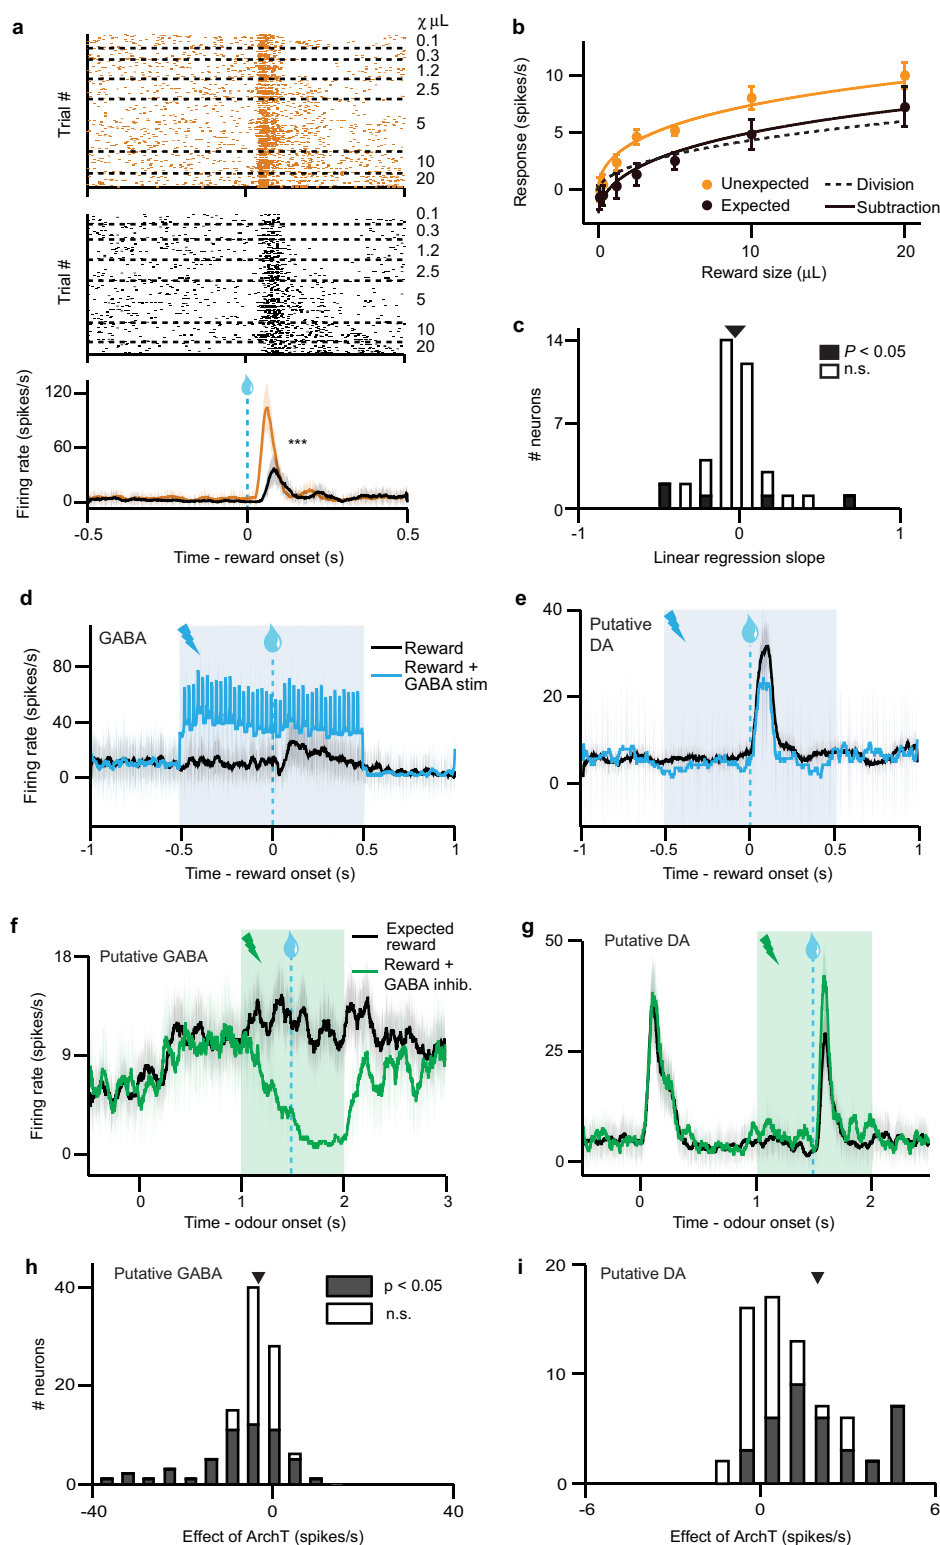 a
χ μL
Trial #
0.1
0.3
1.2
2.5
5
10
20
Trial #
0.1
0.3
1.2
2.5
5
10
20
Firing rate (spikes/s)
120
60
0
***
-0.5
0
0.5
Time - reward onset (s)
b
Response (spikes/s)
10
5
0
Unexpected
Expected
Division
Subtraction
0
10
20
Reward size (μL)
c
# neurons
14
7
0
P < 0.05
n.s.
-1
0
1
Linear regression slope
d
GABA
Firing rate (spikes/s)
80
40
0
Reward
Reward +
GABA stim
-1
-0.5
0
0.5
1
Time - reward onset (s)
e
Putative
DA
40
20
0
-1
-0.5
0
0.5
1
Time - reward onset (s)
f
Putative GABA
Firing rate (spikes/s)
18
9
0
Expected
reward
Reward +
GABA inhib.
0
1
2
3
Time - odour onset (s)
g
Putative DA
50
25
0
0
1
2
Time - odour onset (s)
h
Putative GABA
# neurons
40
20
0
p < 0.05
n.s.
-40
0
40
Effect of ArchT (spikes/s)
i
Putative DA
20
10
0
-6
0
6
Effect of ArchT (spikes/s)